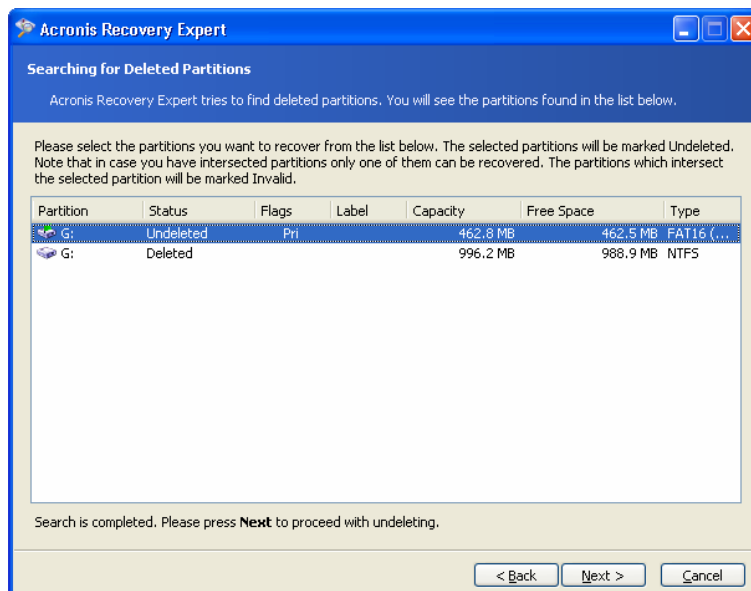 Acronis Recovery Expert
Searching for Deleted Partitions
Acronis Recovery Expert tries to find deleted partitions. You will see the partitions found in the list below.
Please select the partitions you want to recover from the list below. The selected partitions will be marked Undeleted.
Note that in case you have intersected partitions only one of them can be recovered. The partitions which intersect
the selected partition will be marked Invalid.
Partition Status Flags Label Capacity Free Space Type
G: Undeleted Pri 462.8 MB 462.5 MB FAT16 (...
G: Deleted 996.2 MB 988.9 MB NTFS
Search is completed. Please press Next to proceed with undeleting.
< Back Next > Cancel